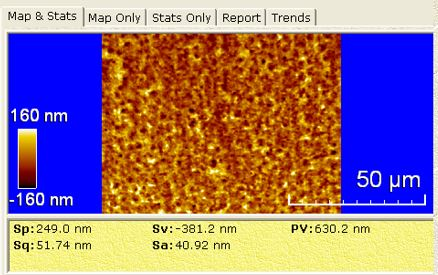 Map & Stats Map Only Stats Only Report Trends
160 nm
-160 nm
50 µm
Sp:249.0 nm Sv:-381.2 nm PV:630.2 nm
Sq:51.74 nm Sa:40.92 nm